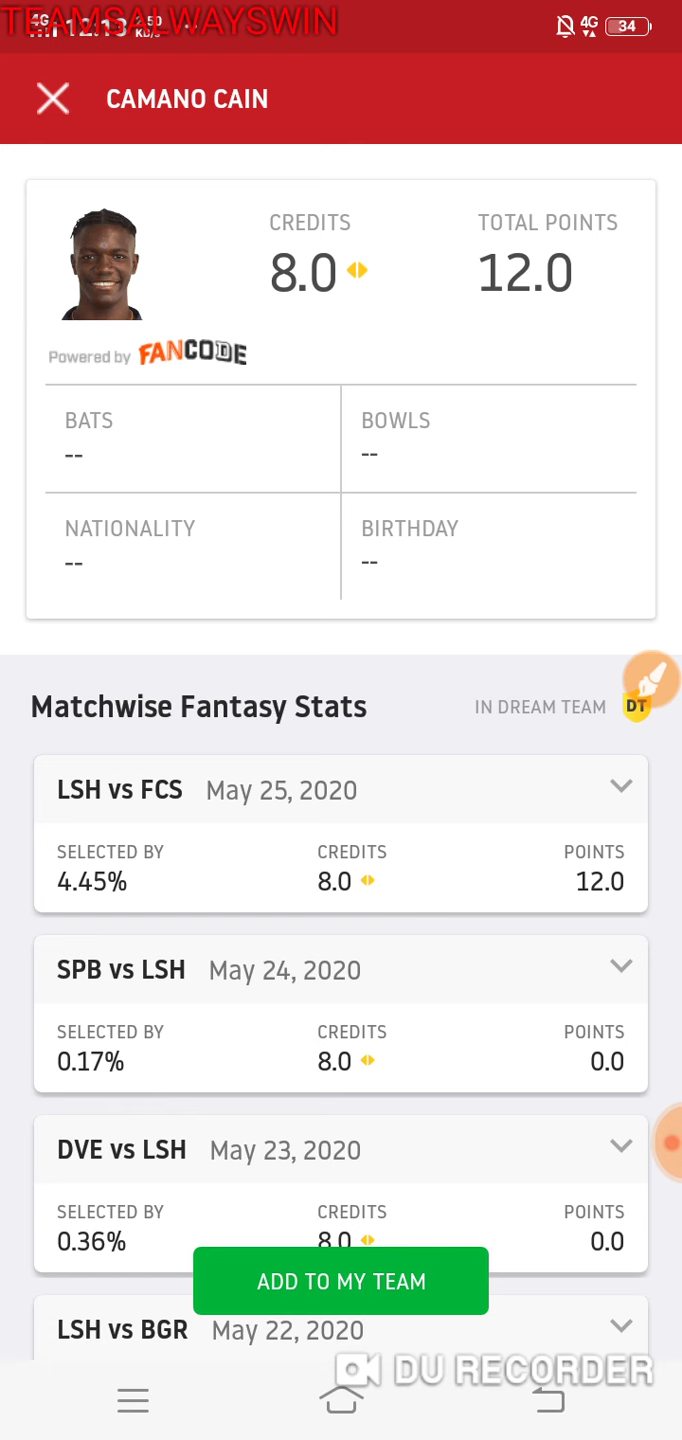 TEAMSALWAYSWIN
4G 12:13 2.50 KB/s 4G 34
CAMANO CAIN
CREDITS TOTAL POINTS
8.0 12.0
Powered by FANCODE
BATS BOWLS
-- --
NATIONALITY BIRTHDAY
-- --
Matchwise Fantasy Stats IN DREAM TEAM DT
LSH vs FCS May 25, 2020
SELECTED BY CREDITS POINTS
4.45% 8.0 12.0
SPB vs LSH May 24, 2020
SELECTED BY CREDITS POINTS
0.17% 8.0 0.0
DVE vs LSH May 23, 2020
SELECTED BY CREDITS POINTS
0.36% 8.0 0.0
ADD TO MY TEAM
LSH vs BGR May 22, 2020
DU RECORDER